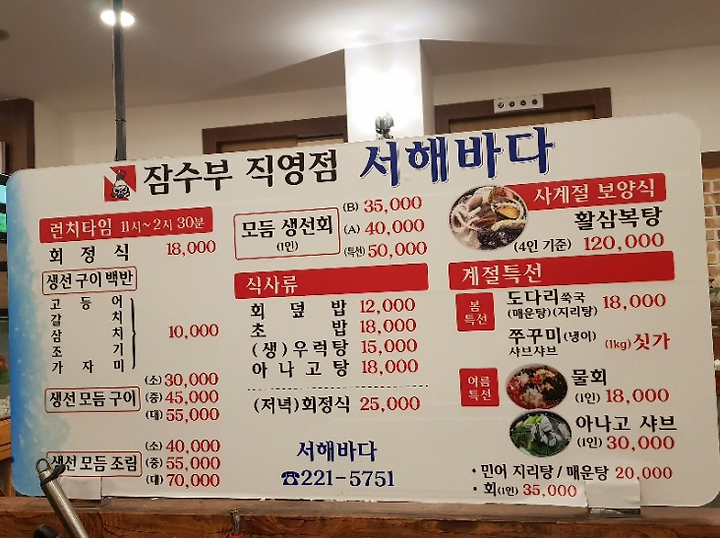 잠수부 직영점 서해바다
런치타임 11시~2시 30분
회정식 18,000
생선 구이 백반
고등어
갈치
삼치
조기
가자미
10,000
생선 모듬 구이
(소) 30,000
(중) 45,000
(대) 55,000
생선 모듬 조림
(소) 40,000
(중) 55,000
(대) 70,000
모듬 생선회
(1인)
(B) 35,000
(A) 40,000
(특선) 50,000
식사류
회덮밥 12,000
초밥 18,000
(생)우럭탕 15,000
아나고탕 18,000
(저녁)회정식 25,000
서해바다
☎221-5751
사계절 보양식
활삼복탕
(4인 기준) 120,000
계절특선
봄
특선
도다리쑥국
(매운탕)(지리탕) 18,000
쭈꾸미(냉이)
샤브샤브 (1kg) 싯가
여름
특선
물회
(1인) 18,000
아나고 샤브
(1인) 30,000
• 민어 지리탕 / 매운탕 20,000
• 회(1인) 35,000